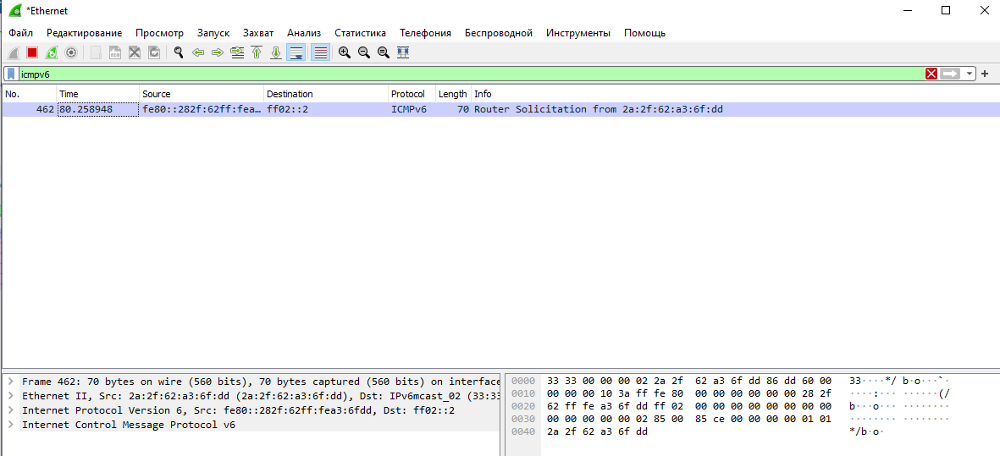 *Ethernet
Файл Редактирование Просмотр Запуск Захват Анализ Статистика Телефония Беспроводной Инструменты Помощь
icmpv6
No. Time Source Destination Protocol Length Info
462 80.258948 fe80::282f:62ff:fea… ff02::2 ICMPv6 70 Router Solicitation from 2a:2f:62:a3:6f:dd
Frame 462: 70 bytes on wire (560 bits), 70 bytes captured (560 bits) on interface
Ethernet II, Src: 2a:2f:62:a3:6f:dd (2a:2f:62:a3:6f:dd), Dst: IPv6mcast_02 (33:33
Internet Protocol Version 6, Src: fe80::282f:62ff:fea3:6fdd, Dst: ff02::2
Internet Control Message Protocol v6
0000 33 33 00 00 00 02 2a 2f 62 a3 6f dd 86 dd 60 00 33····*/ b·o···`·
0010 00 00 00 10 3a ff fe 80 00 00 00 00 00 00 28 2f ····:··· ······(/
0020 62 ff fe a3 6f dd ff 02 00 00 00 00 00 00 00 00 b···o··· ········
0030 00 00 00 00 00 02 85 00 85 ce 00 00 00 00 01 01 ········ ········
0040 2a 2f 62 a3 6f dd */b·o·